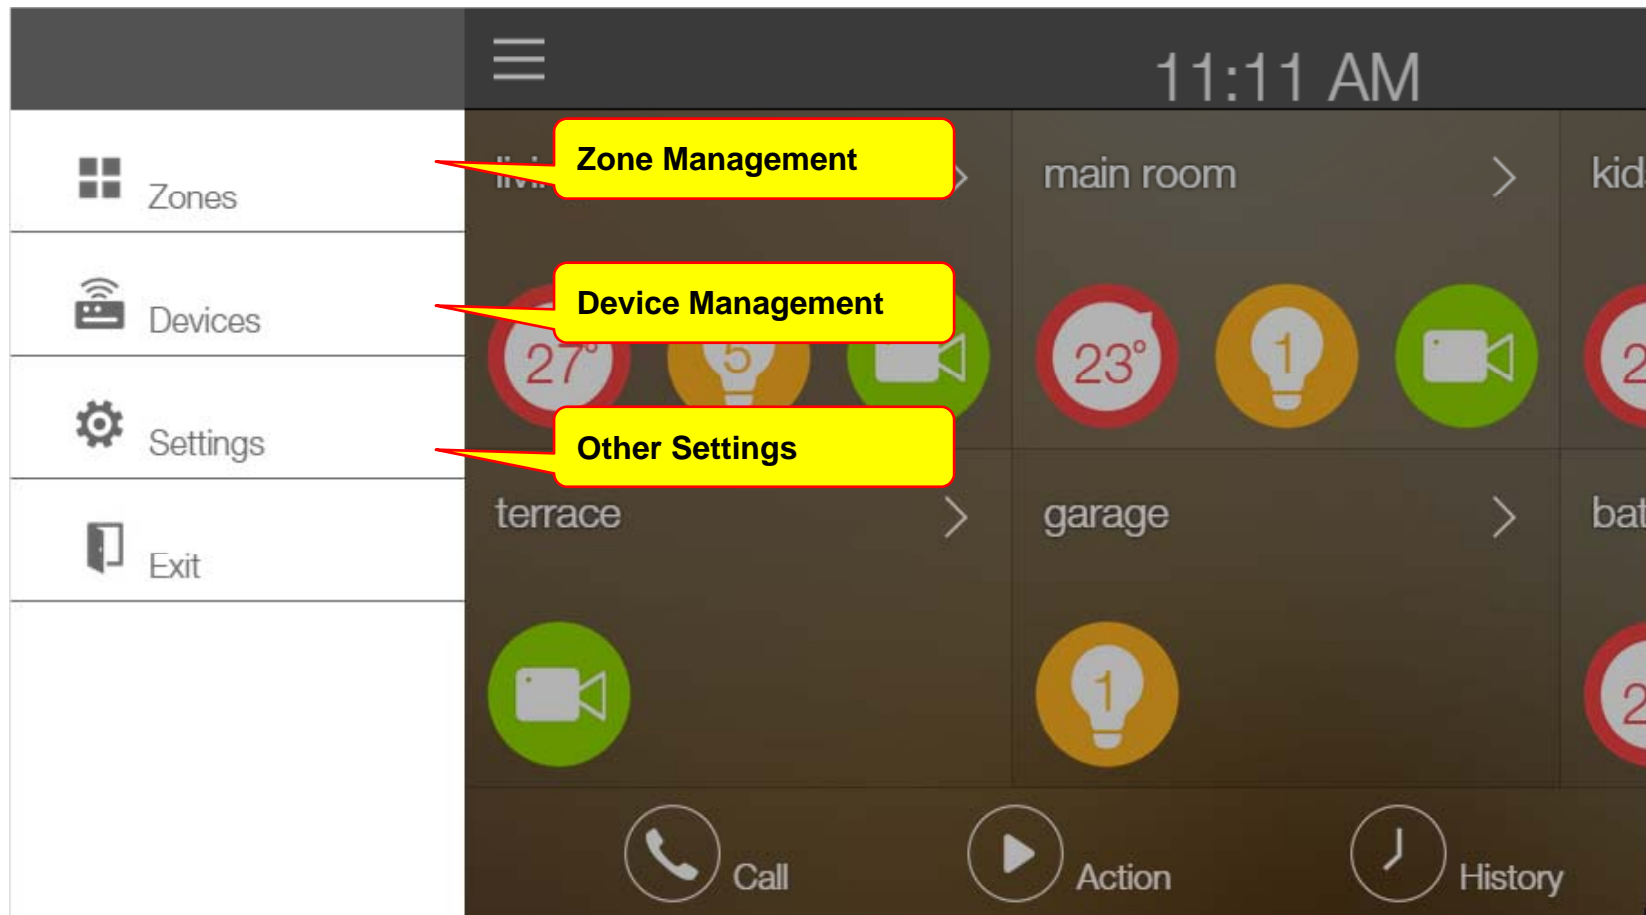 11:11 AM
Zones
Devices
Settings
Exit
Zone Management
main room
Device Management
27°
5
23°
1
Other Settings
terrace
garage
1
Call
Action
History